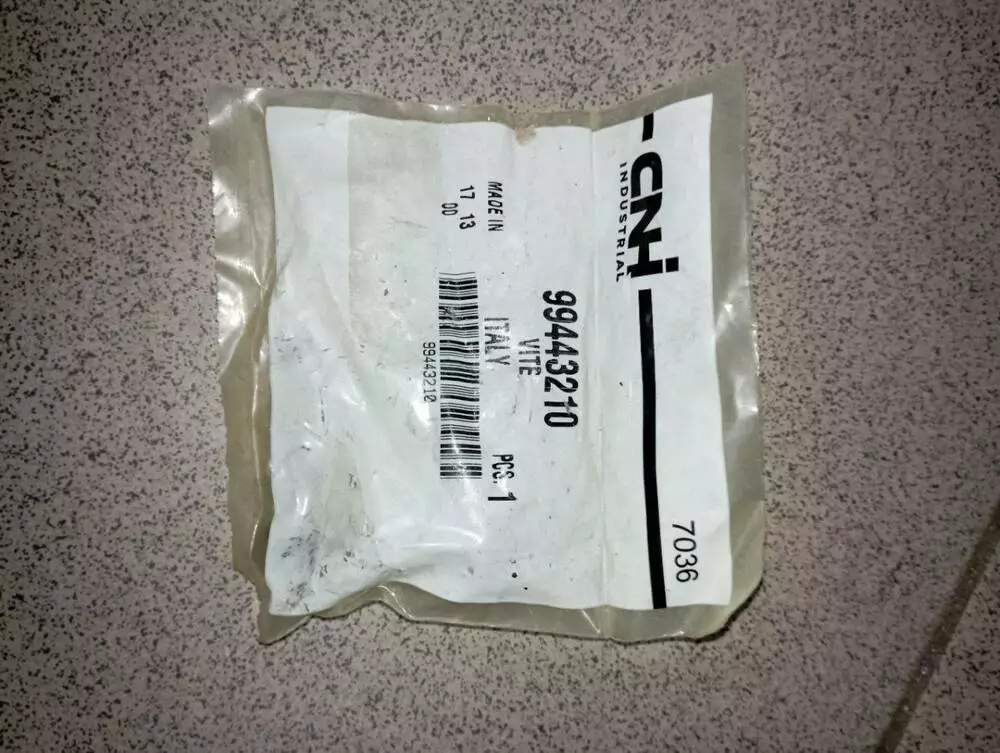 CNH
INDUSTRIAL
7036
99443210
VITE
MADE IN ITALY PCS. 1
17 13
00
99443210